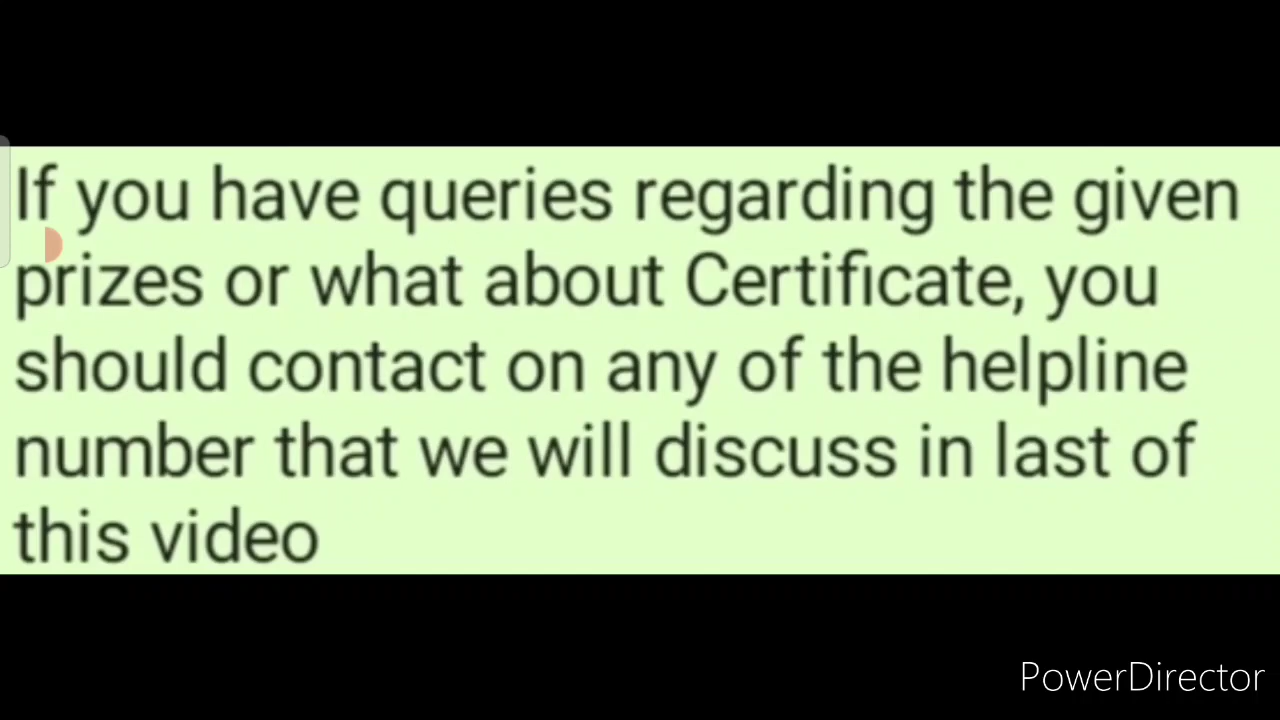 If you have queries regarding the given
prizes or what about Certificate, you
should contact on any of the helpline
number that we will discuss in last of
this video
PowerDirector